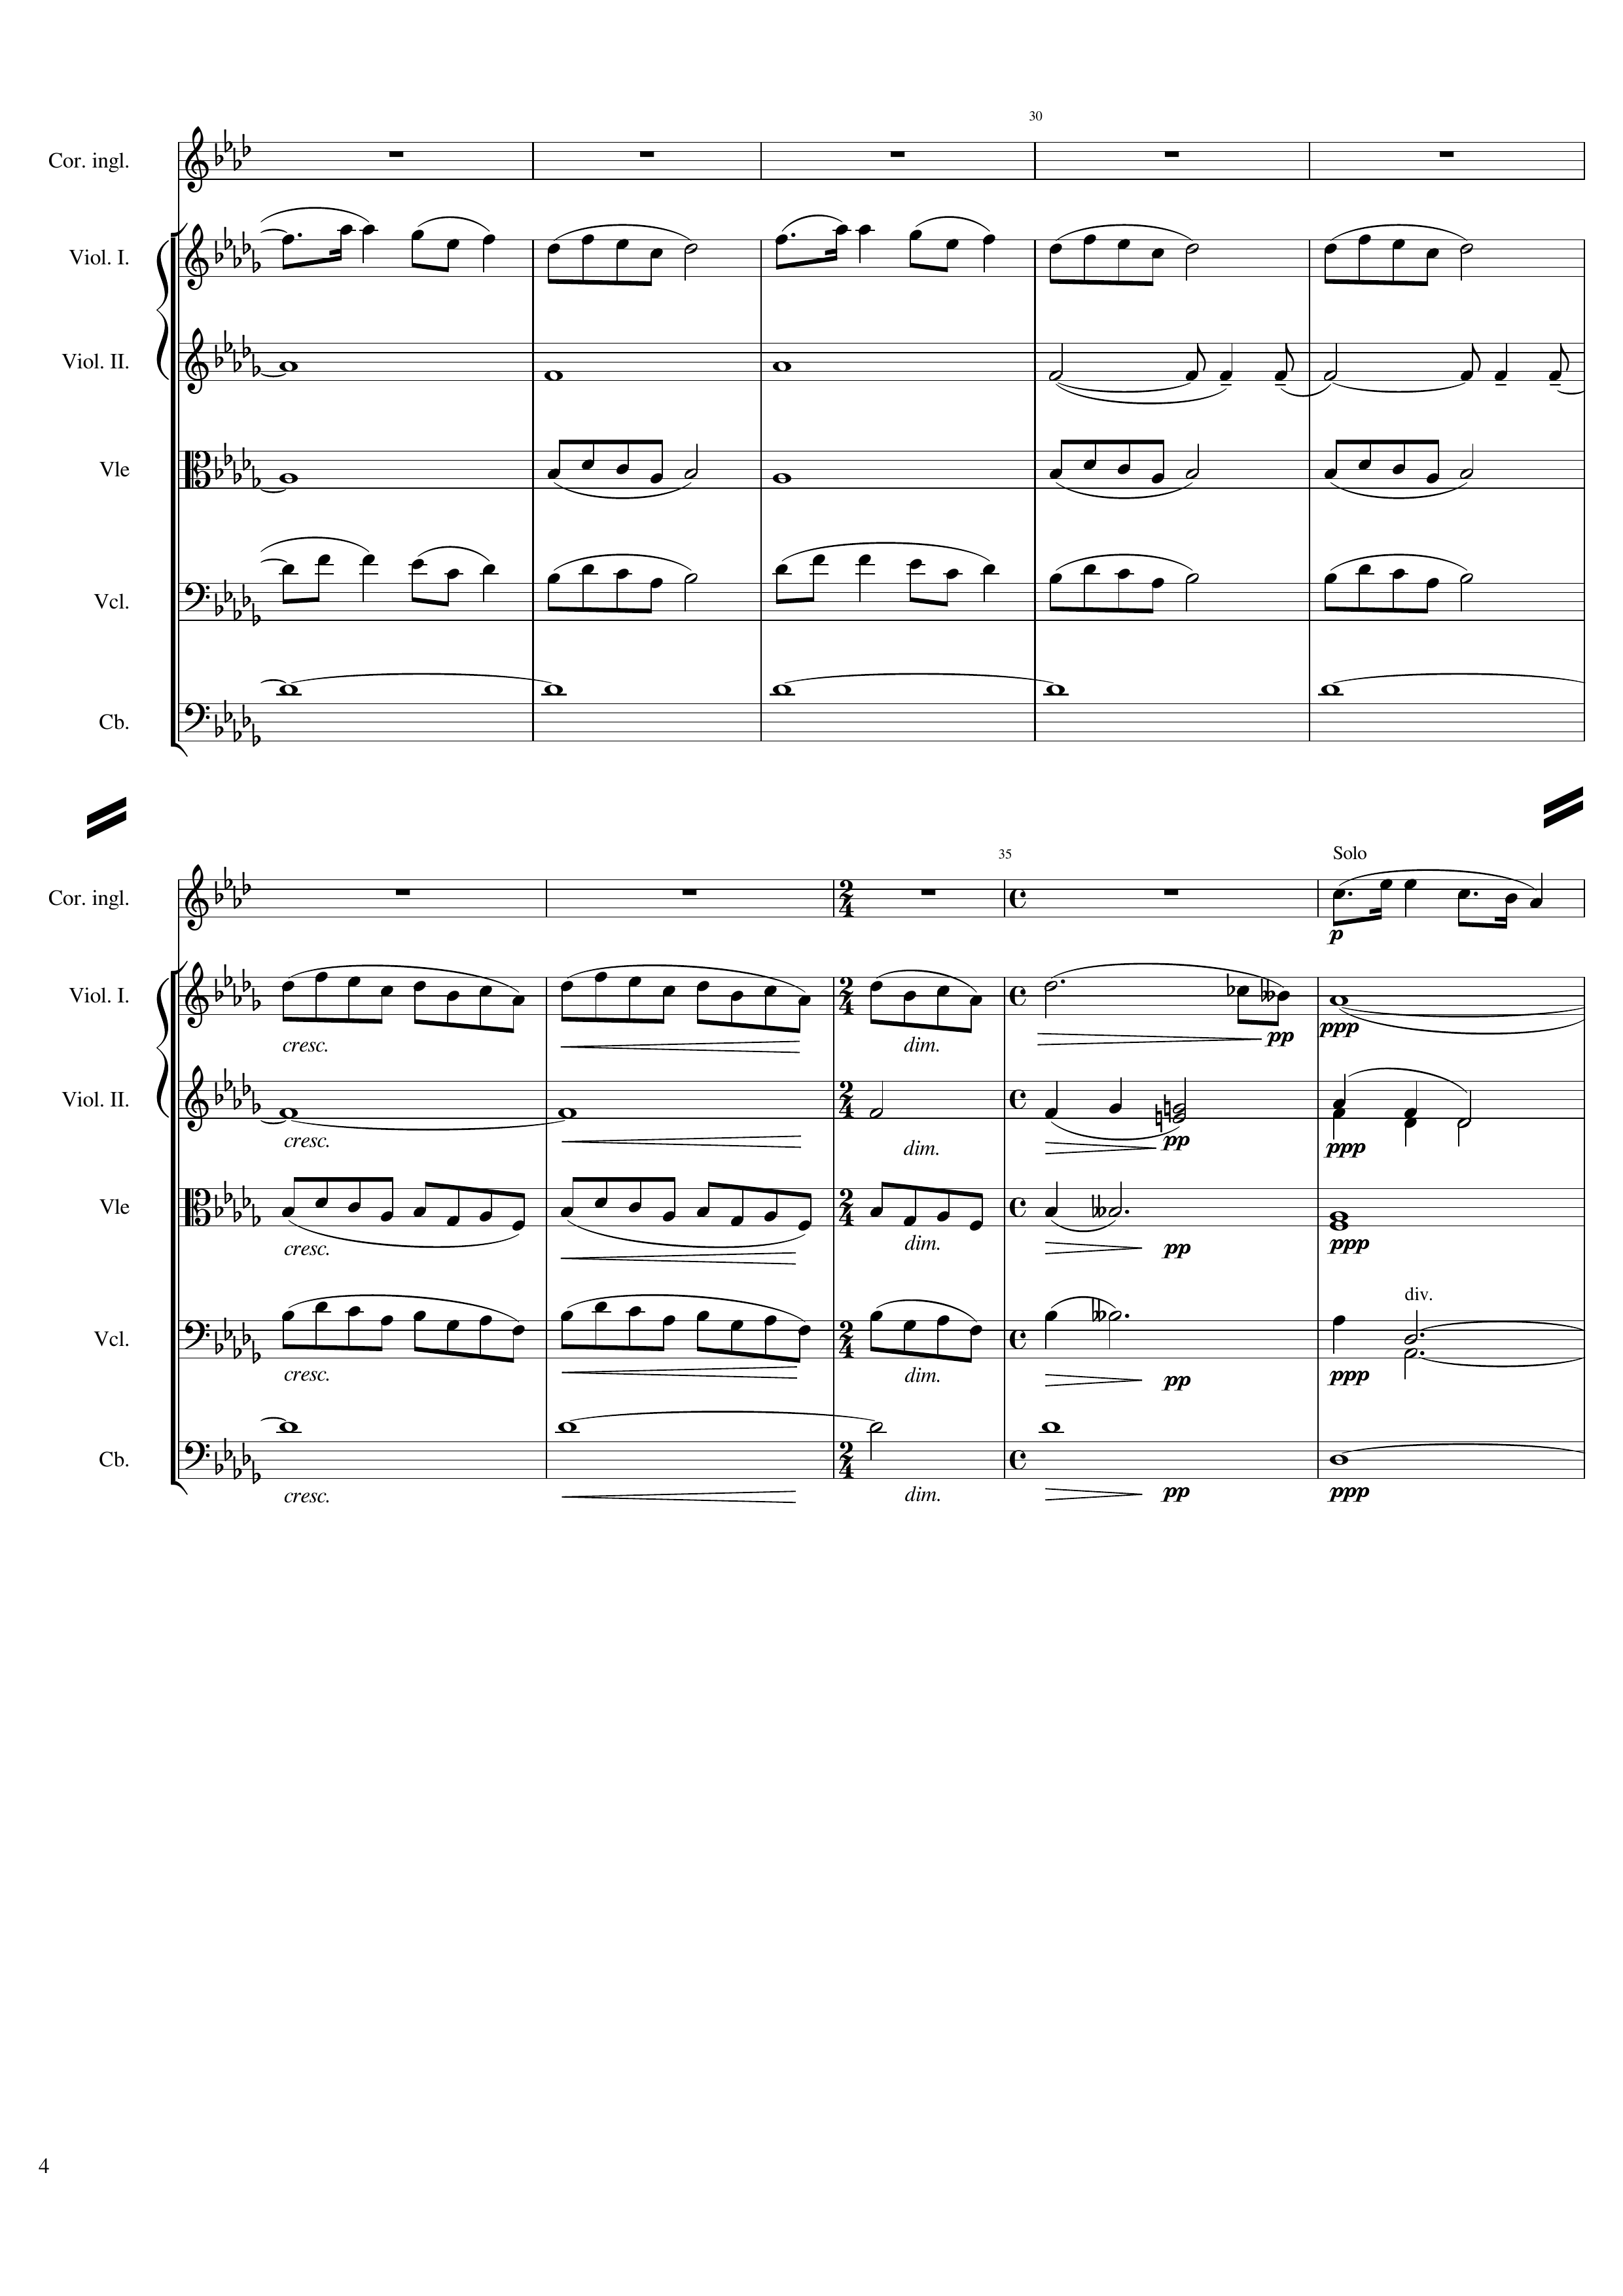 30
Cor. ingl.
Viol. I.
Viol. II.
Vle
Vcl.
Cb.
35
Solo
Cor. ingl.
p
Viol. I.
cresc.
dim.
pp
ppp
Viol. II.
cresc.
dim.
pp
ppp
Vle
cresc.
dim.
pp
ppp
div.
Vcl.
cresc.
dim.
pp
ppp
Cb.
cresc.
dim.
pp
ppp
4